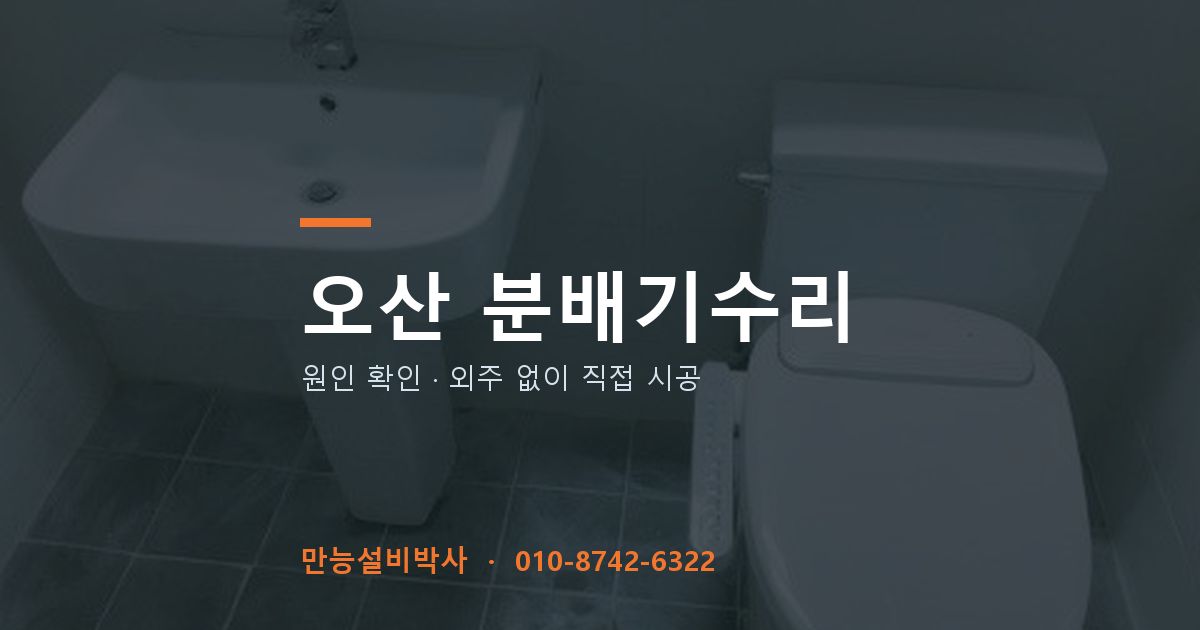 오산 분배기수리
원인 확인 · 외주 없이 직접 시공
만능설비박사 · 010-8742-6322